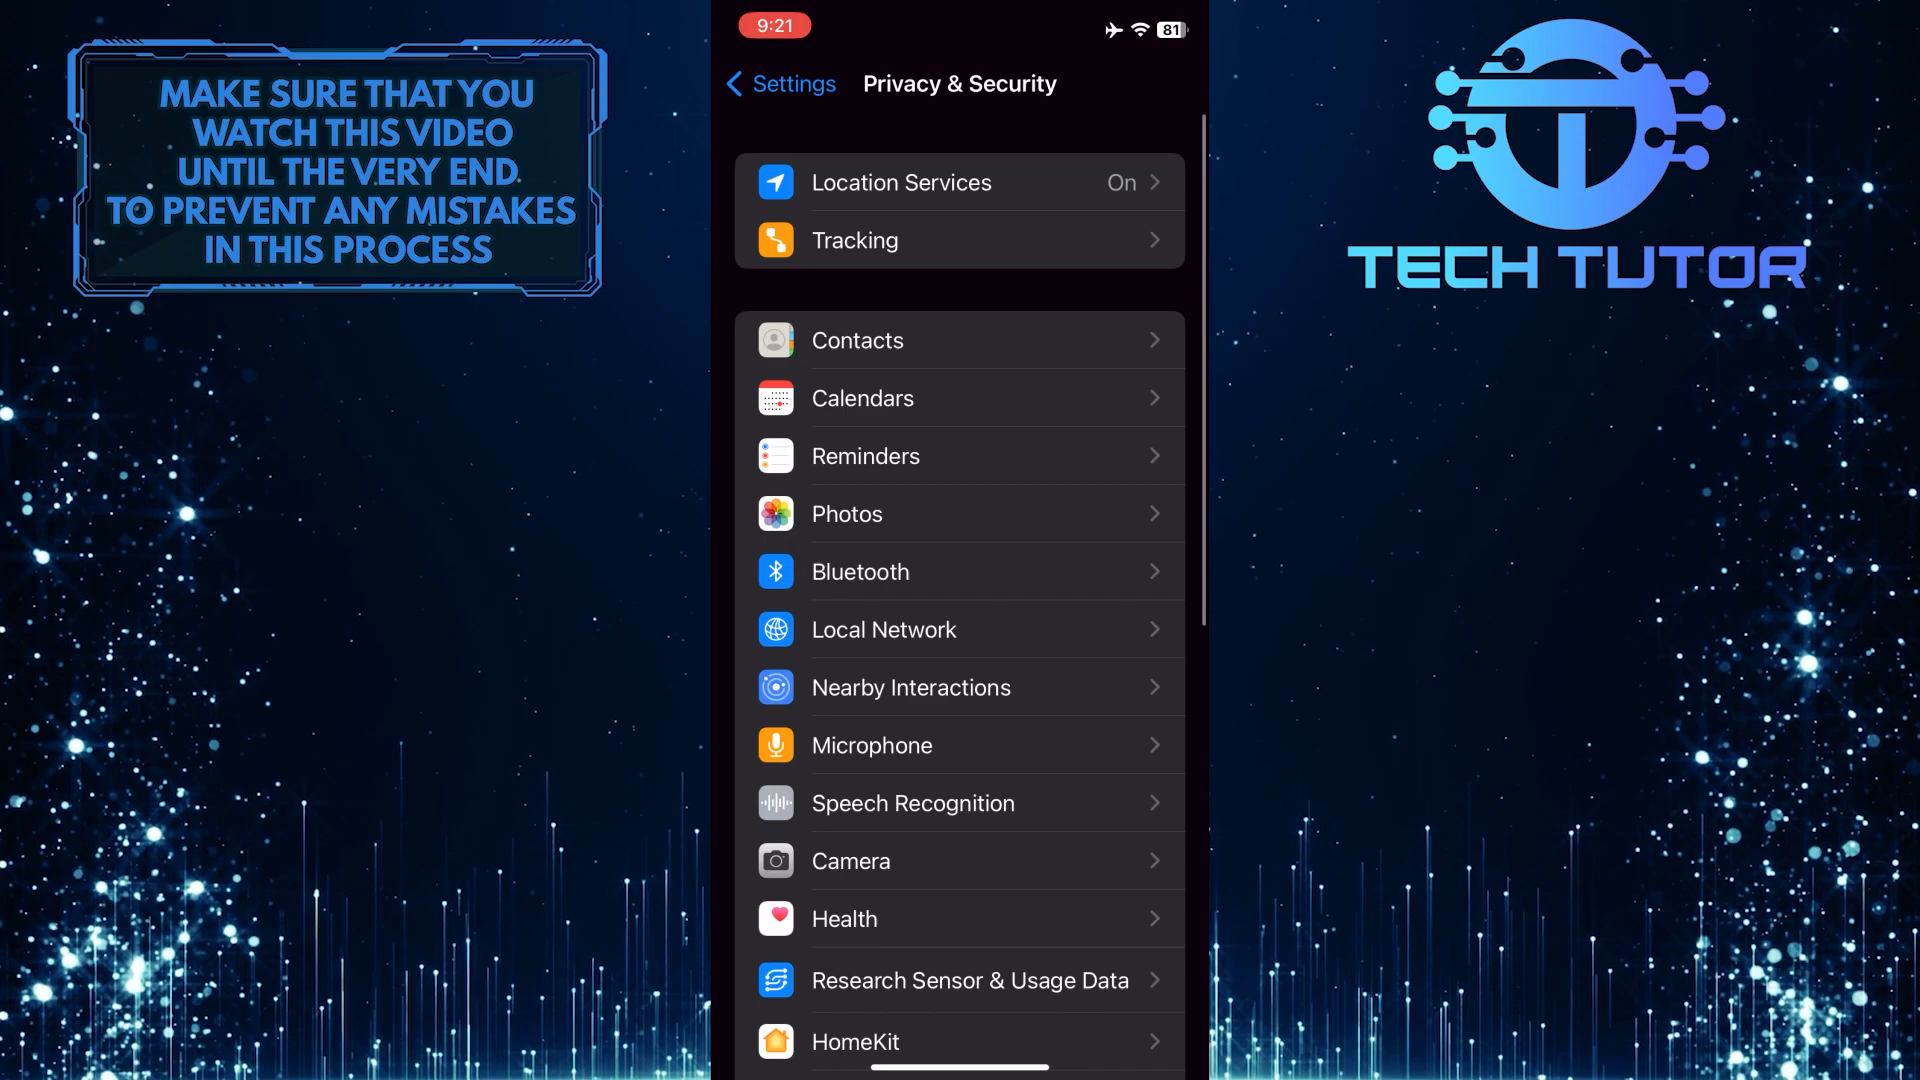 MAKE SURE THAT YOU
WATCH THIS VIDEO
UNTIL THE VERY END
TO PREVENT ANY MISTAKES
IN THIS PROCESS
9:21
81
Settings
Privacy & Security
Location Services On
Tracking
Contacts
Calendars
Reminders
Photos
Bluetooth
Local Network
Nearby Interactions
Microphone
Speech Recognition
Camera
Health
Research Sensor & Usage Data
HomeKit
TECH TUTOR